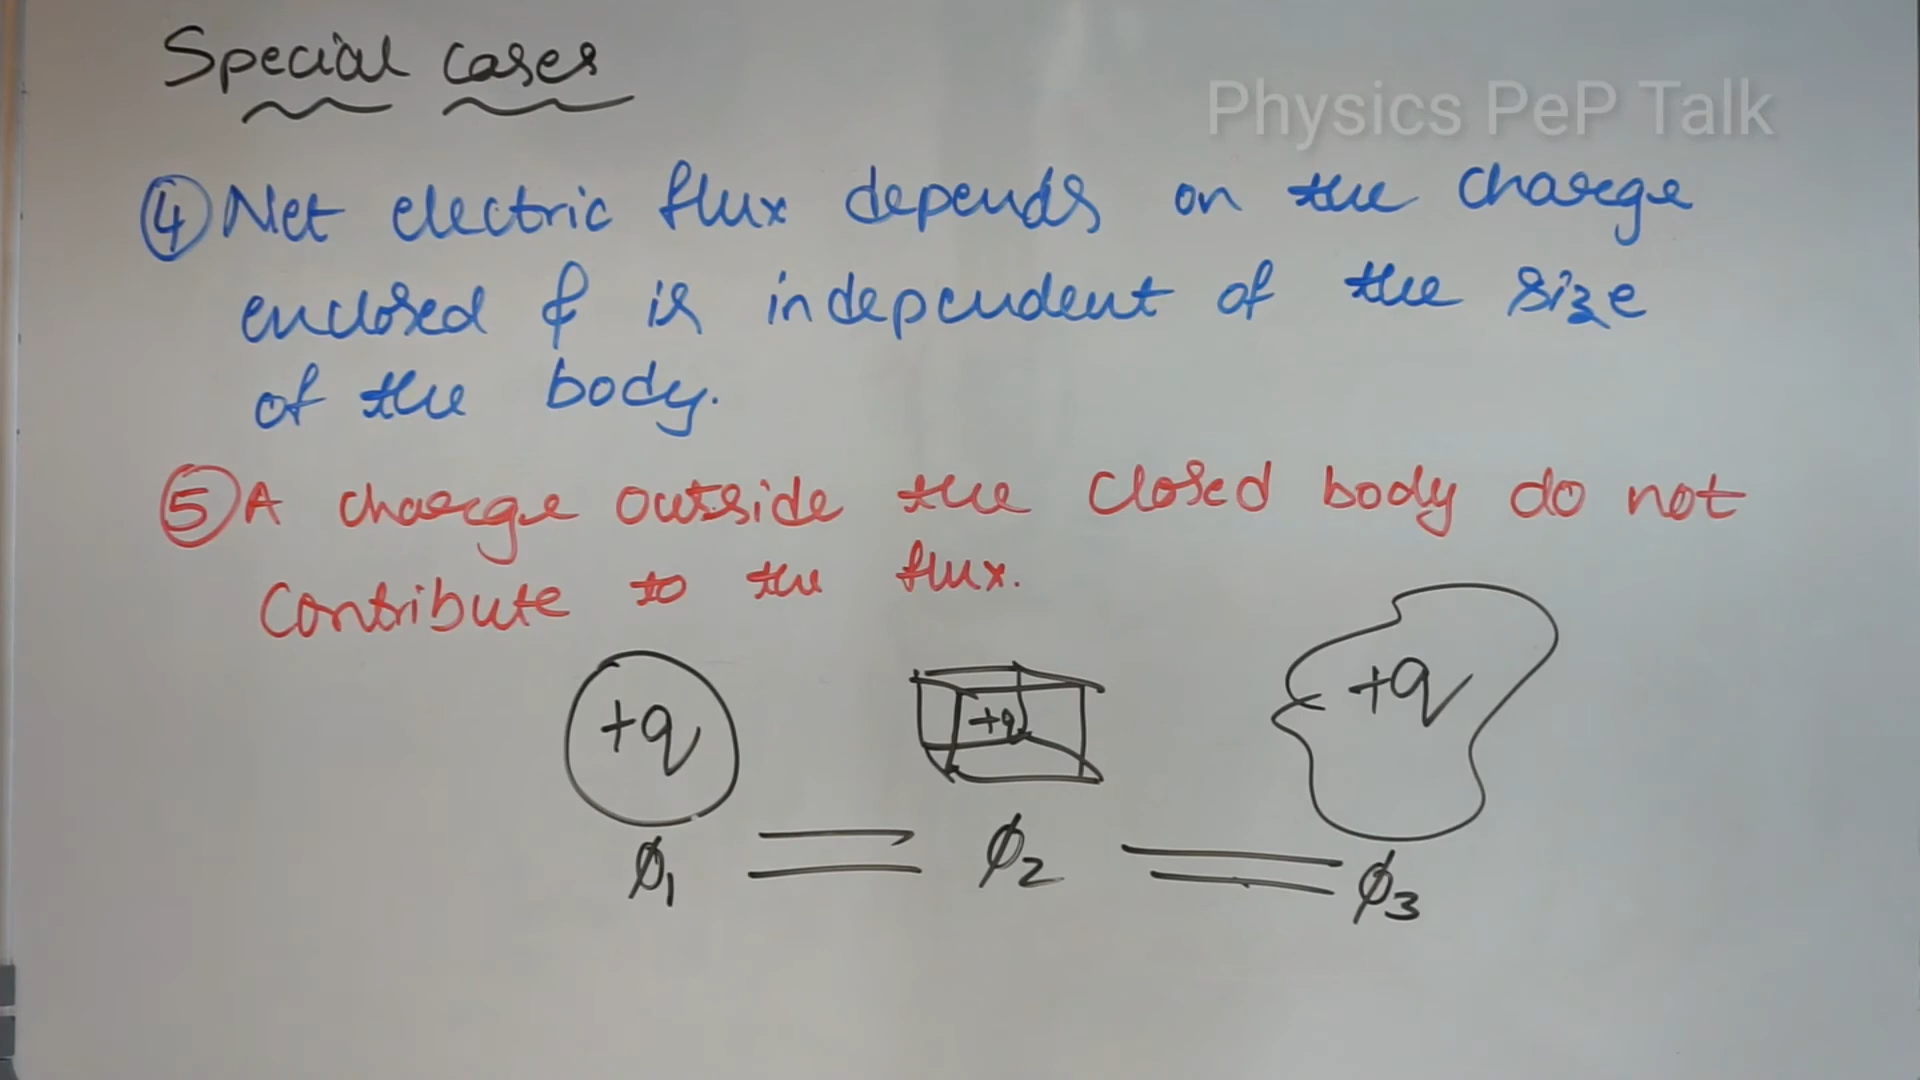 Special cases
Physics PeP Talk
④ Net electric flux depends on the charge
enclosed & is independent of the size
of the body.
⑤ A charge outside the closed body do not
contribute to the flux.
+q +q +q
ϕ₁ = ϕ₂ = ϕ₃